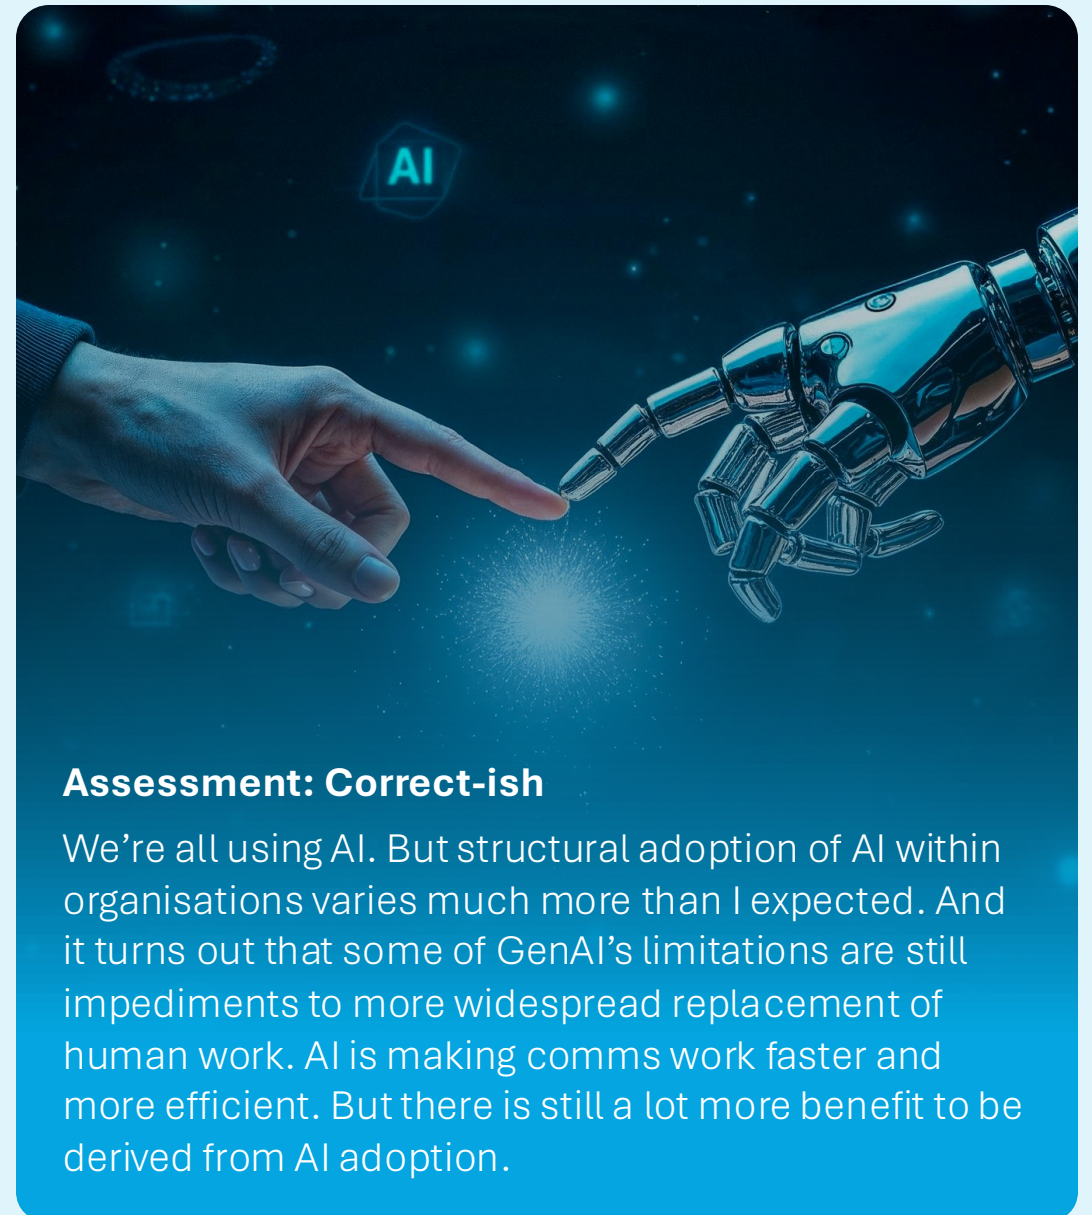 AI
Assessment: Correct-ish
We’re all using AI. But structural adoption of AI within
organisations varies much more than I expected. And
it turns out that some of GenAI’s limitations are still
impediments to more widespread replacement of
human work. AI is making comms work faster and
more efficient. But there is still a lot more benefit to be
derived from AI adoption.